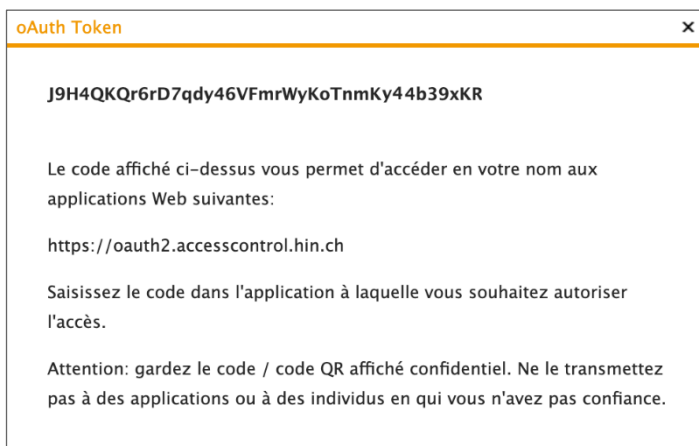 oAuth Token
J9H4QKQr6rD7qdy46VFmrWyKoTnmKy44b39xKR
Le code affiché ci-dessus vous permet d'accéder en votre nom aux
applications Web suivantes:
https://oauth2.accesscontrol.hin.ch
Saisissez le code dans l'application à laquelle vous souhaitez autoriser
l'accès.
Attention: gardez le code / code QR affiché confidentiel. Ne le transmettez
pas à des applications ou à des individus en qui vous n'avez pas confiance.